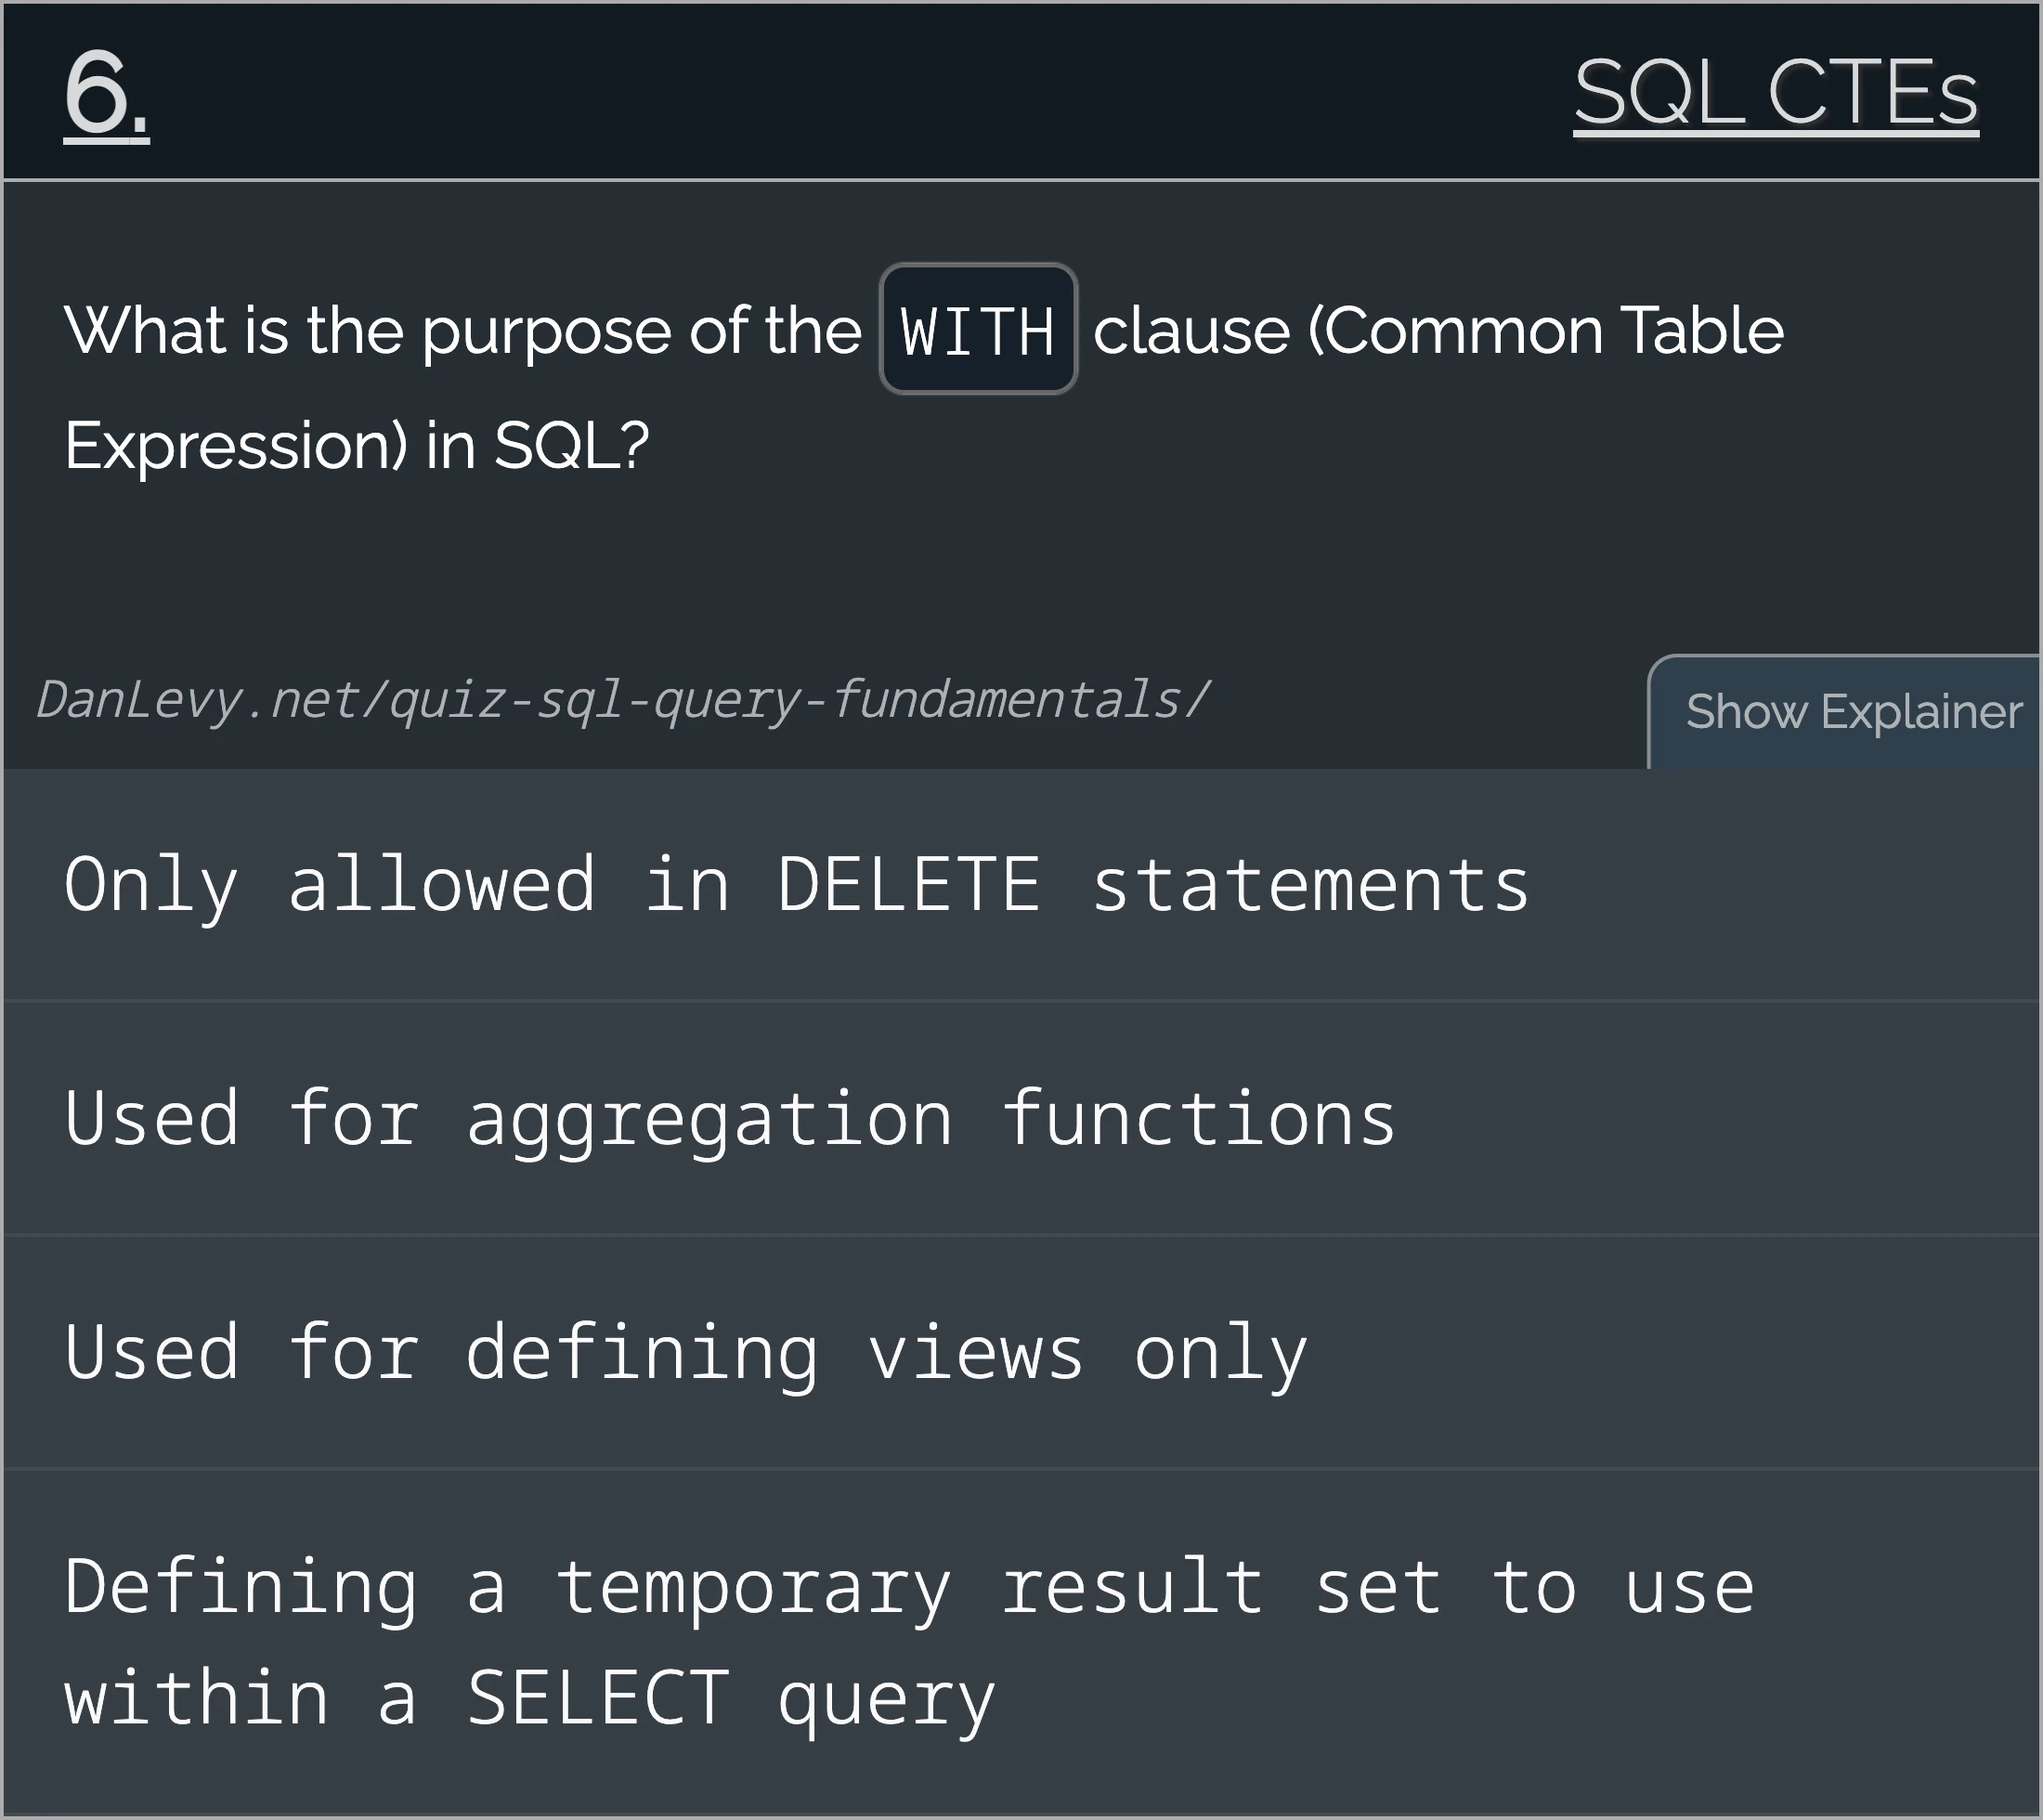 6.
SQL CTEs
What is the purpose of the WITH clause (Common Table
Expression) in SQL?
DanLevy.net/quiz-sql-query-fundamentals/
Show Explainer
Only allowed in DELETE statements
Used for aggregation functions
Used for defining views only
Defining a temporary result set to use
within a SELECT query